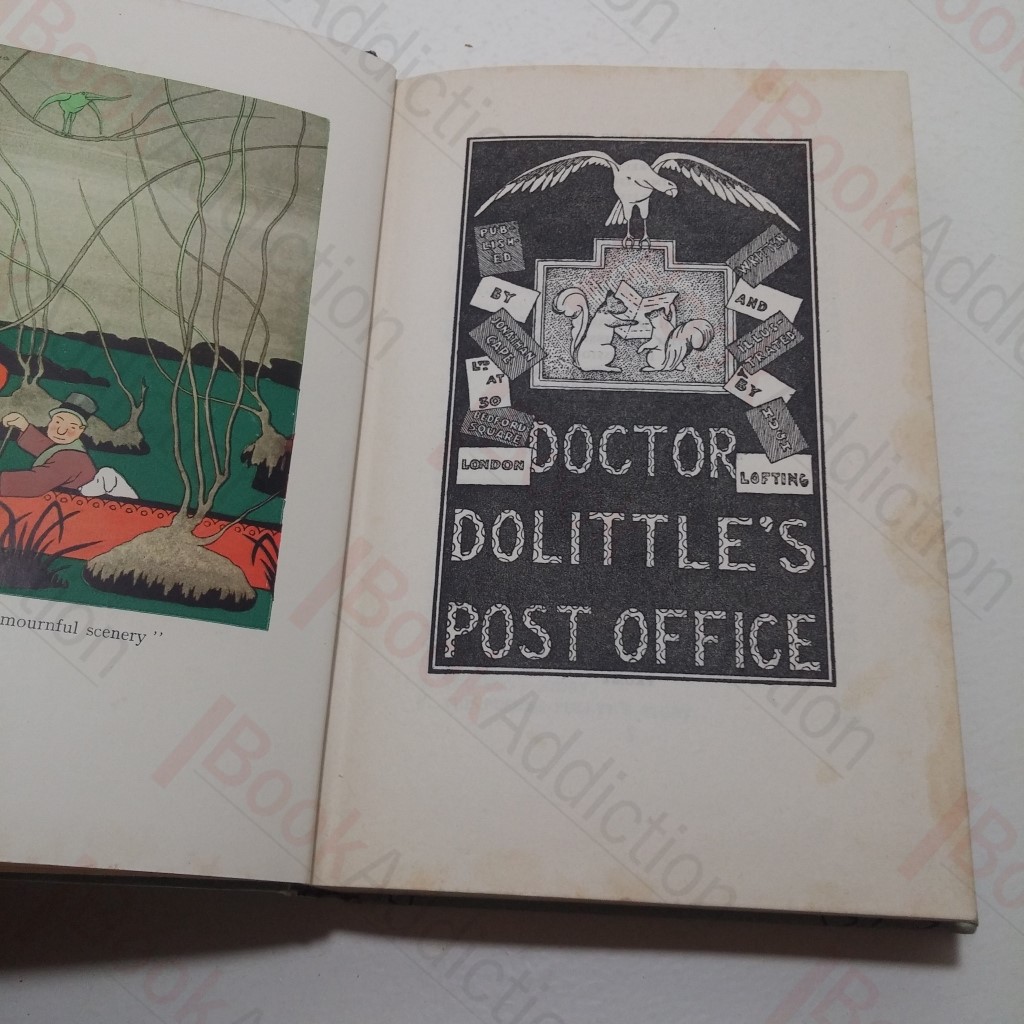 mournful scenery ”
PUB-
LISH-
ED
BY
JONATHAN
CAPE
LTD
AT
30
BEDFORD
SQUARE
LONDON
WRITTEN
AND
ILLUS-
TRATED
BY
HUGH
LOFTING
DOCTOR
DOLITTLE'S
POST OFFICE
BookAddiction